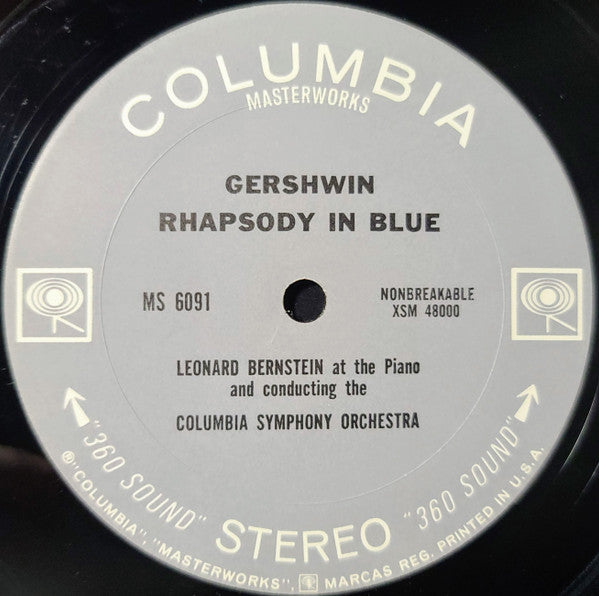 COLUMBIA
MASTERWORKS
GERSHWIN
RHAPSODY IN BLUE
MS 6091
NONBREAKABLE
XSM 48000
LEONARD BERNSTEIN at the Piano
and conducting the
COLUMBIA SYMPHONY ORCHESTRA
"360 SOUND" STEREO "360 SOUND"
®"COLUMBIA", "MASTERWORKS", MARCAS REG. PRINTED IN U.S.A.